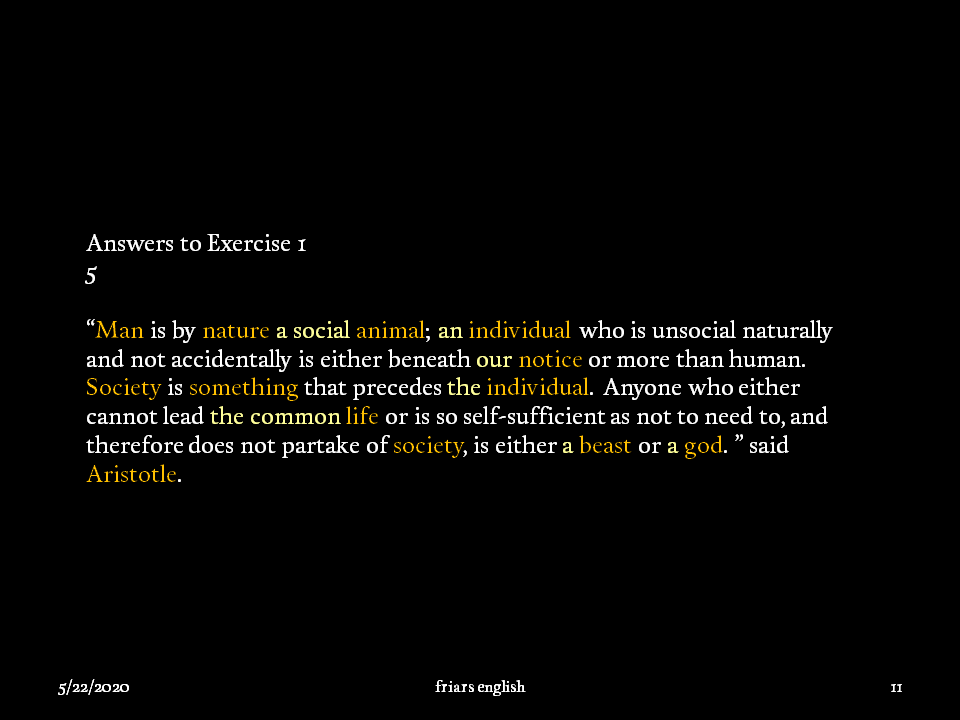 Answers to Exercise 1
5
“Man is by nature a social animal; an individual who is unsocial naturally
and not accidentally is either beneath our notice or more than human.
Society is something that precedes the individual. Anyone who either
cannot lead the common life or is so self-sufficient as not to need to, and
therefore does not partake of society, is either a beast or a god. ” said
Aristotle.
5/22/2020
friars english
11